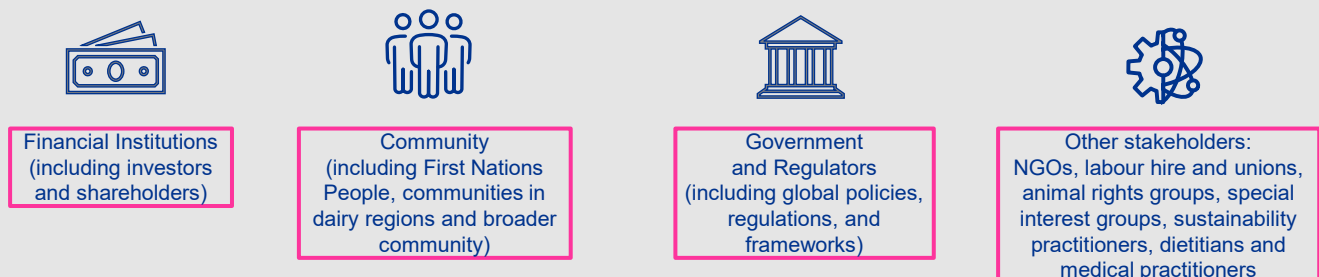 Financial Institutions
(including investors
and shareholders)
Community
(including First Nations
People, communities in
dairy regions and broader
community)
Government
and Regulators
(including global policies,
regulations, and
frameworks)
Other stakeholders:
NGOs, labour hire and unions,
animal rights groups, special
interest groups, sustainability
practitioners, dietitians and
medical practitioners